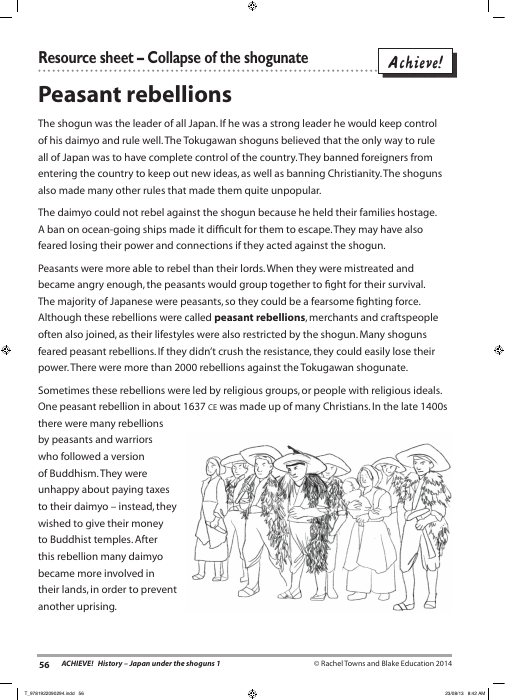 Resource sheet – Collapse of the shogunate
Achieve!
Peasant rebellions
The shogun was the leader of all Japan. If he was a strong leader he would keep control
of his daimyo and rule well. The Tokugawan shoguns believed that the only way to rule
all of Japan was to have complete control of the country. They banned foreigners from
entering the country to keep out new ideas, as well as banning Christianity. The shoguns
also made many other rules that made them quite unpopular.
The daimyo could not rebel against the shogun because he held their families hostage.
A ban on ocean-going ships made it difficult for them to escape. They may have also
feared losing their power and connections if they acted against the shogun.
Peasants were more able to rebel than their lords. When they were mistreated and
became angry enough, the peasants would group together to fight for their survival.
The majority of Japanese were peasants, so they could be a fearsome fighting force.
Although these rebellions were called peasant rebellions, merchants and craftspeople
often also joined, as their lifestyles were also restricted by the shogun. Many shoguns
feared peasant rebellions. If they didn't crush the resistance, they could easily lose their
power. There were more than 2000 rebellions against the Tokugawan shogunate.
Sometimes these rebellions were led by religious groups, or people with religious ideals.
One peasant rebellion in about 1637 CE was made up of many Christians. In the late 1400s
there were many rebellions
by peasants and warriors
who followed a version
of Buddhism. They were
unhappy about paying taxes
to their daimyo – instead, they
wished to give their money
to Buddhist temples. After
this rebellion many daimyo
became more involved in
their lands, in order to prevent
another uprising.
56 ACHIEVE! History – Japan under the shoguns 1
© Rachel Towns and Blake Education 2014
T_9781922090294.indd 56
23/08/13 8:42 AM